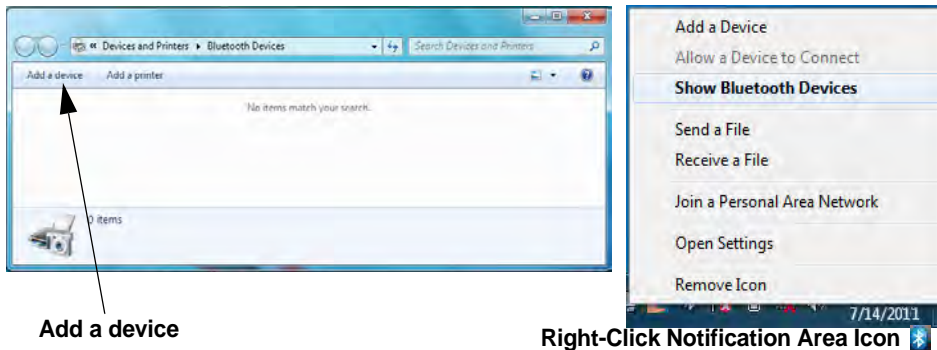 « Devices and Printers ▸ Bluetooth Devices
Search Devices and Printers
Add a device    Add a printer
No items match your search.
0 items
Add a device
Add a Device
Allow a Device to Connect
Show Bluetooth Devices
Send a File
Receive a File
Join a Personal Area Network
Open Settings
Remove Icon
7/14/2011
Right-Click Notification Area Icon